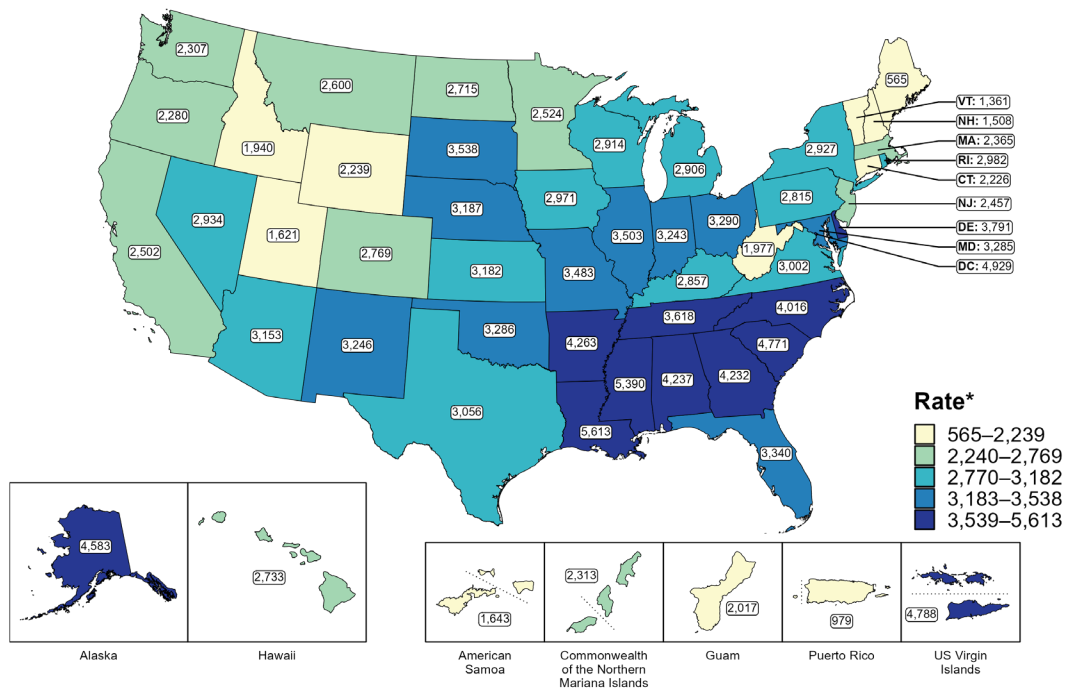 565
2,307
2,600
2,715
2,524
VT: 1,361
NH: 1,508
MA: 2,365
RI: 2,982
CT: 2,226
NJ: 2,457
DE: 3,791
MD: 3,285
DC: 4,929
2,280
1,940
3,538
2,914
2,906
2,927
2,239
2,971
2,815
2,934
3,187
3,503
3,243
3,290
2,502
1,621
2,769
1,977
3,182
3,483
2,857
3,002
3,153
3,246
3,286
3,618
4,016
4,263
4,771
5,390
4,237
4,232
3,056
5,613
3,340
Rate*
565–2,239
2,240–2,769
2,770–3,182
3,183–3,538
3,539–5,613
4,583
2,733
1,643
2,313
2,017
979
4,788
Alaska
Hawaii
American
Samoa
Commonwealth
of the Northern
Mariana Islands
Guam
Puerto Rico
US Virgin
Islands